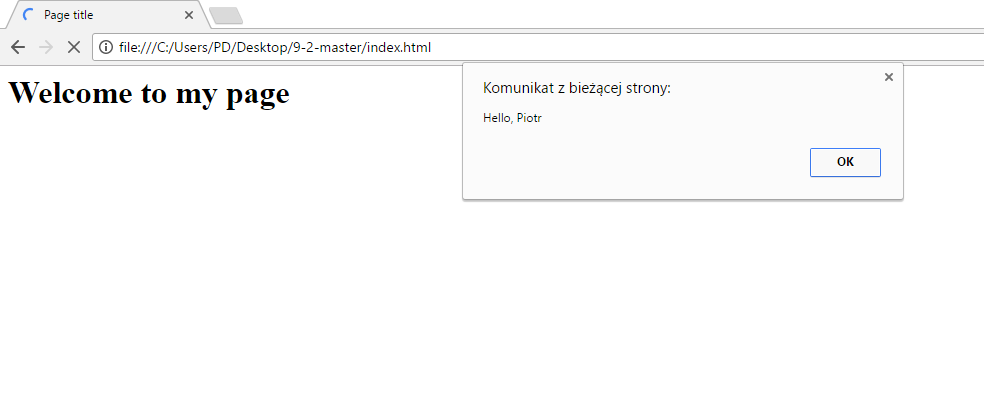 Page title
file:///C:/Users/PD/Desktop/9-2-master/index.html
Welcome to my page
Komunikat z bieżącej strony:
Hello, Piotr
OK